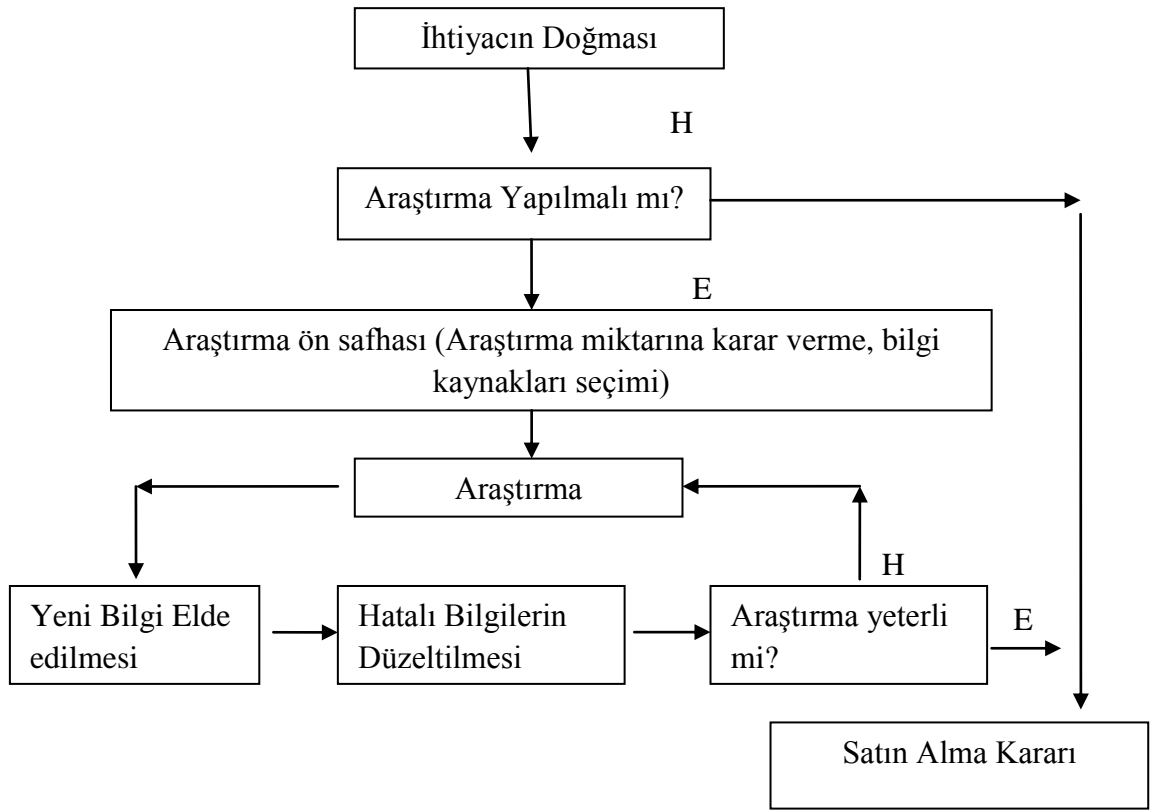 İhtiyacın Doğması
H
Araştırma Yapılmalı mı?
E
Araştırma ön safhası (Araştırma miktarına karar verme, bilgi
kaynakları seçimi)
Araştırma
H
Yeni Bilgi Elde
edilmesi
Hatalı Bilgilerin
Düzeltilmesi
Araştırma yeterli
mi?
E
Satın Alma Kararı